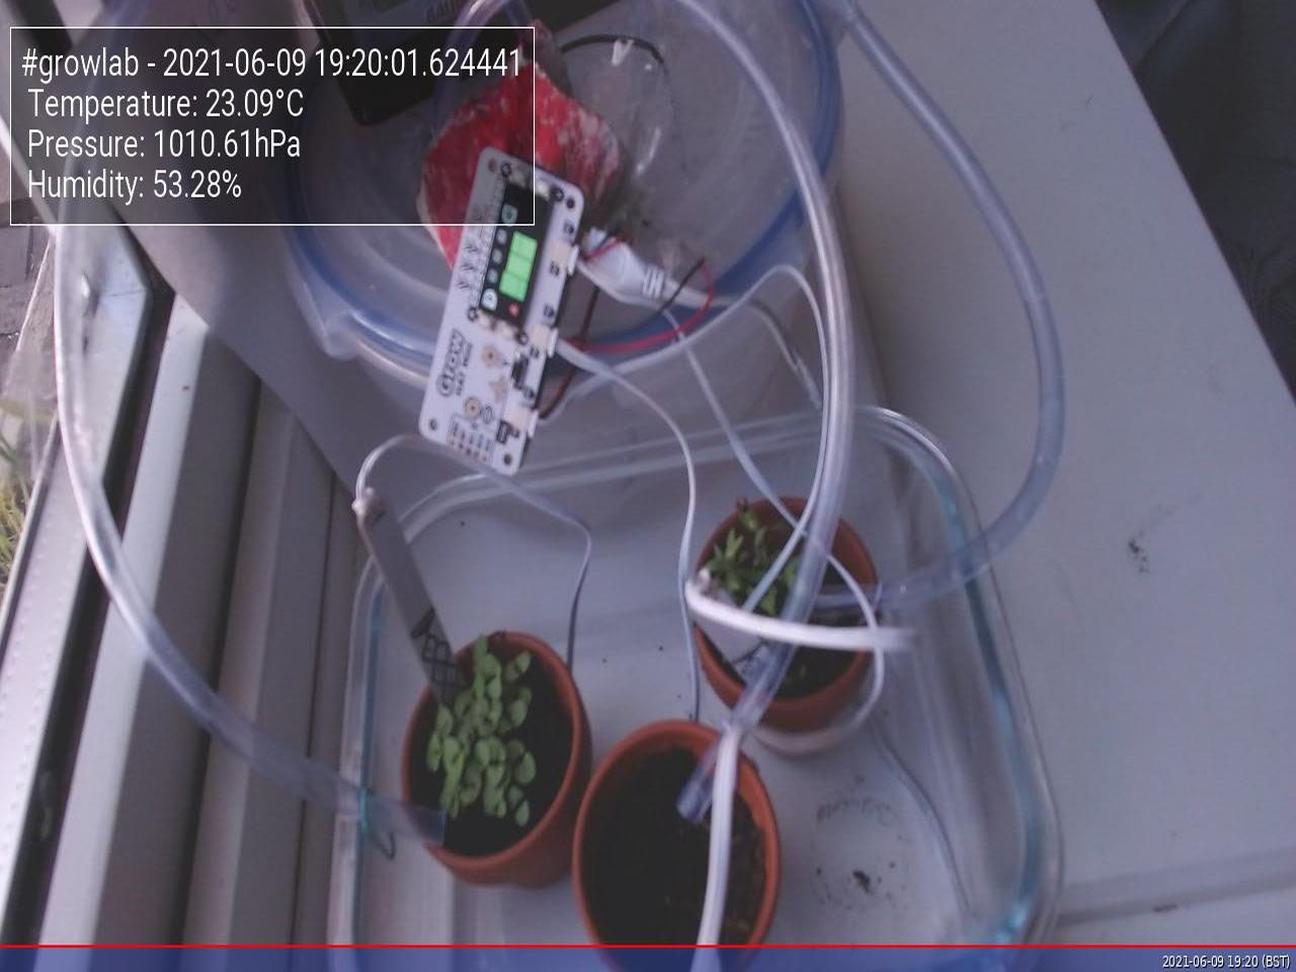 #growlab - 2021-06-09 19:20:01.624441
Temperature: 23.09°C
Pressure: 1010.61hPa
Humidity: 53.28%
Grow
2021-06-09 19:20 (BST)